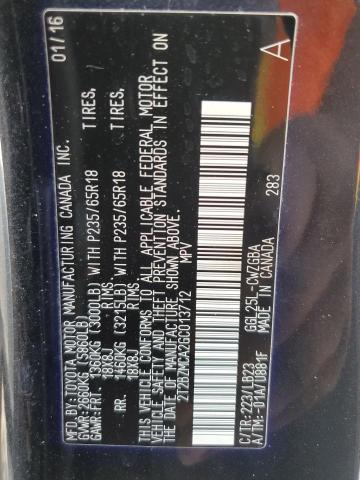 MFD.BY:TOYOTA MOTOR MANUFACTURING CANADA INC. 01/16
GVWR:2660KG (5860LB)
GAWR:FRT. 1360KG (3000LB) WITH P235/65R18 TIRES.
18X8J RIMS
RR. 1460KG (3215LB) WITH P235/65R18 TIRES.
18X8J RIMS
THIS VEHICLE CONFORMS TO ALL APPLICABLE FEDERAL MOTOR
VEHICLE SAFETY AND THEFT PREVENTION STANDARDS IN EFFECT ON
THE DATE OF MANUFACTURE SHOWN ABOVE.
2T2BZMCA2GC013712 MPV
283 A
GGL25L-CWZGBA
C/TR:223/LB23 MADE IN CANADA
A/TM:-01A/U881F